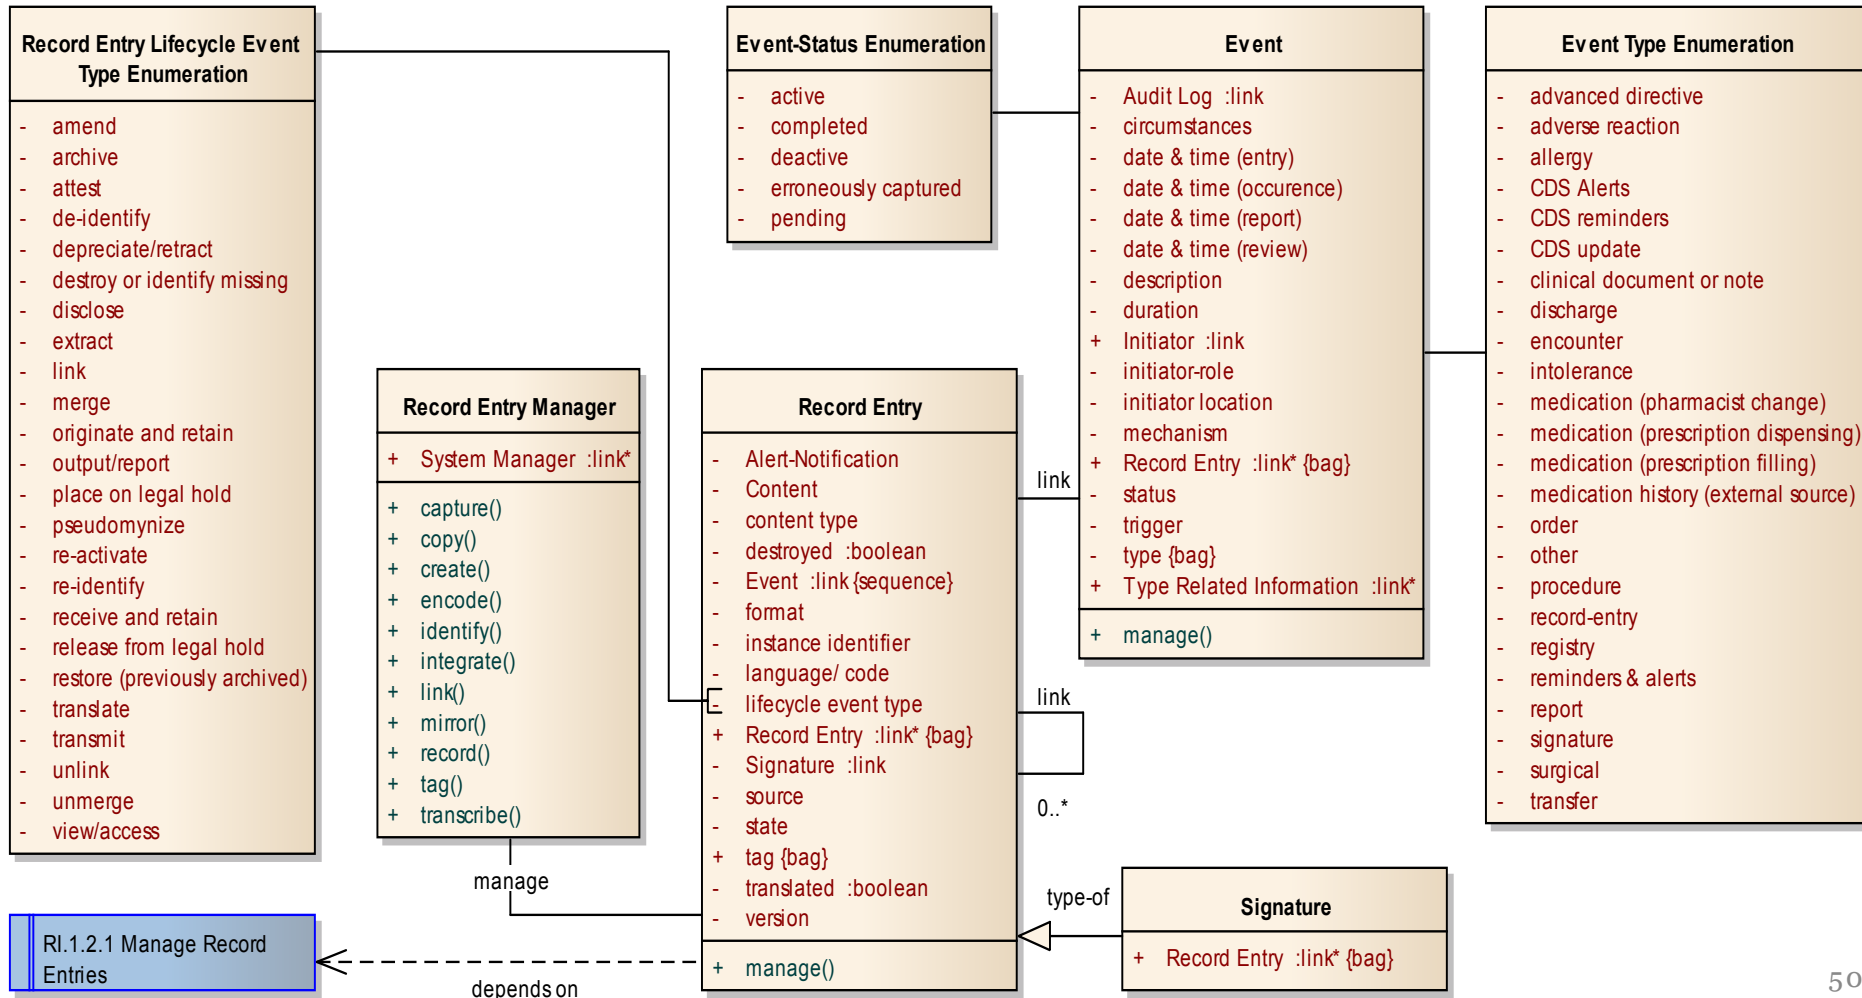 Record Entry Lifecycle Event
Type Enumeration
- amend
- archive
- attest
- de-identify
- depreciate/retract
- destroy or identify missing
- disclose
- extract
- link
- merge
- originate and retain
- output/report
- place on legal hold
- pseudomynize
- re-activate
- re-identify
- receive and retain
- release from legal hold
- restore (previously archived)
- translate
- transmit
- unlink
- unmerge
- view/access
Event-Status Enumeration
- active
- completed
- deactive
- erroneously captured
- pending
Event
- Audit Log :link
- circumstances
- date & time (entry)
- date & time (occurence)
- date & time (report)
- date & time (review)
- description
- duration
+ Initiator :link
- initiator-role
- initiator location
- mechanism
+ Record Entry :link* {bag}
- status
- trigger
- type {bag}
+ Type Related Information :link*
+ manage()
Event Type Enumeration
- advanced directive
- adverse reaction
- allergy
- CDS Alerts
- CDS reminders
- CDS update
- clinical document or note
- discharge
- encounter
- intolerance
- medication (pharmacist change)
- medication (prescription dispensing)
- medication (prescription filling)
- medication history (external source)
- order
- other
- procedure
- record-entry
- registry
- reminders & alerts
- report
- signature
- surgical
- transfer
Record Entry Manager
+ System Manager :link*
+ capture()
+ copy()
+ create()
+ encode()
+ identify()
+ integrate()
+ link()
+ mirror()
+ record()
+ tag()
+ transcribe()
manage
Record Entry
- Alert-Notification
- Content
- content type
- destroyed :boolean
- Event :link {sequence}
- format
- instance identifier
- language/ code
- lifecycle event type
+ Record Entry :link* {bag}
- Signature :link
- source
- state
+ tag {bag}
- translated :boolean
- version
+ manage()
link
link
0..*
type-of
Signature
+ Record Entry :link* {bag}
RI.1.2.1 Manage Record
Entries
depends on
50